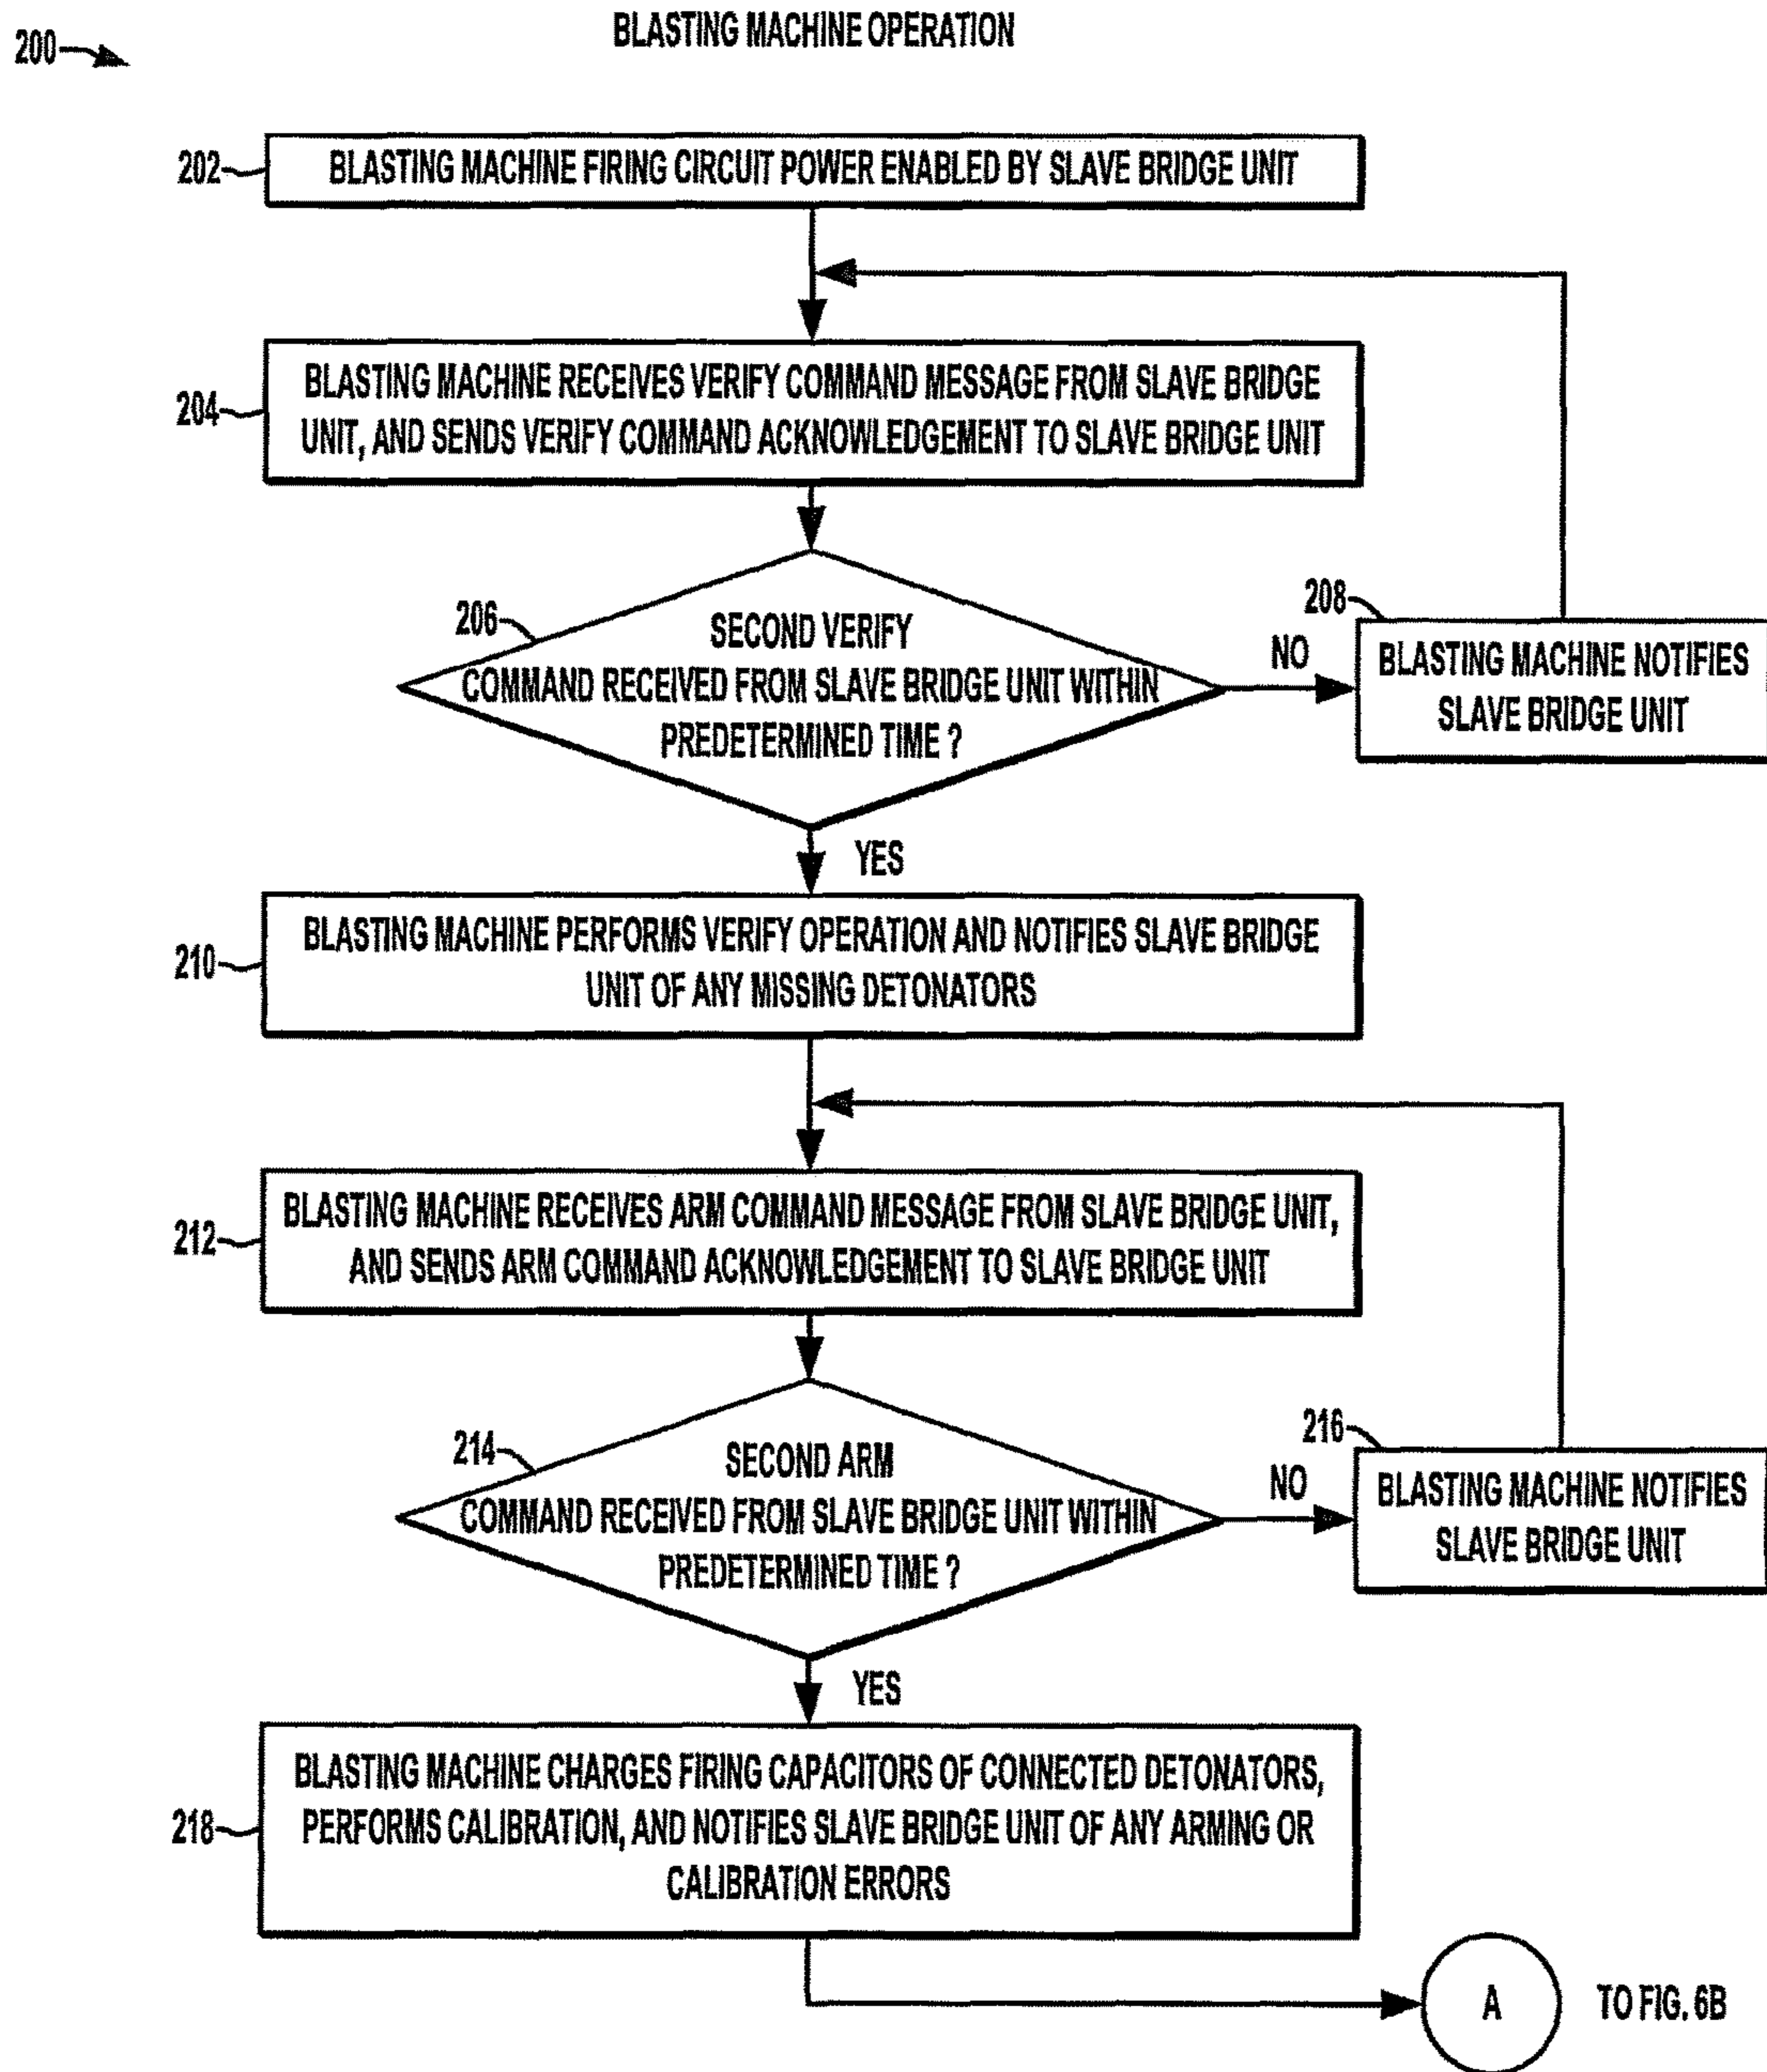 BLASTING MACHINE OPERATION
200
202
BLASTING MACHINE FIRING CIRCUIT POWER ENABLED BY SLAVE BRIDGE UNIT
204
BLASTING MACHINE RECEIVES VERIFY COMMAND MESSAGE FROM SLAVE BRIDGE
UNIT, AND SENDS VERIFY COMMAND ACKNOWLEDGEMENT TO SLAVE BRIDGE UNIT
206
SECOND VERIFY
COMMAND RECEIVED FROM SLAVE BRIDGE UNIT WITHIN
PREDETERMINED TIME ?
NO
208
BLASTING MACHINE NOTIFIES
SLAVE BRIDGE UNIT
YES
210
BLASTING MACHINE PERFORMS VERIFY OPERATION AND NOTIFIES SLAVE BRIDGE
UNIT OF ANY MISSING DETONATORS
212
BLASTING MACHINE RECEIVES ARM COMMAND MESSAGE FROM SLAVE BRIDGE UNIT,
AND SENDS ARM COMMAND ACKNOWLEDGEMENT TO SLAVE BRIDGE UNIT
214
SECOND ARM
COMMAND RECEIVED FROM SLAVE BRIDGE UNIT WITHIN
PREDETERMINED TIME ?
NO
216
BLASTING MACHINE NOTIFIES
SLAVE BRIDGE UNIT
YES
218
BLASTING MACHINE CHARGES FIRING CAPACITORS OF CONNECTED DETONATORS,
PERFORMS CALIBRATION, AND NOTIFIES SLAVE BRIDGE UNIT OF ANY ARMING OR
CALIBRATION ERRORS
A
TO FIG. 6B